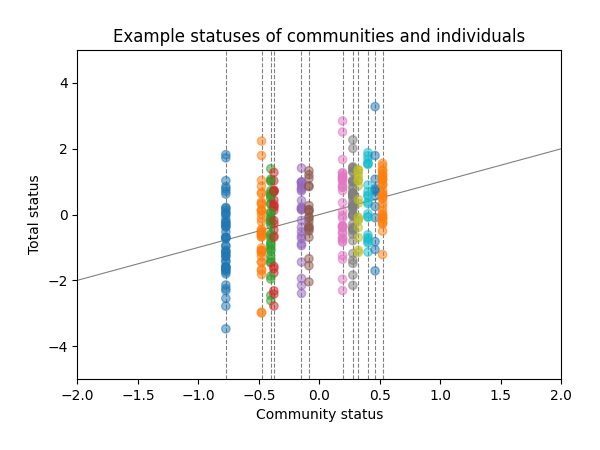 Example statuses of communities and individuals
4
2
0
−2
−4
Total status
−2.0 −1.5 −1.0 −0.5 0.0 0.5 1.0 1.5 2.0
Community status